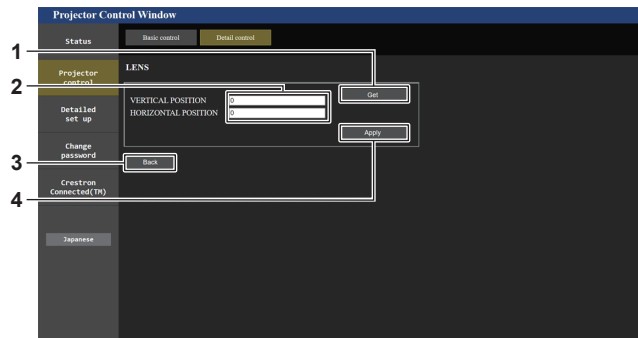 Projector Control Window
Status
Basic control
Detail control
1
Projector
control
LENS
2
Get
VERTICAL POSITION
0
HORIZONTAL POSITION
0
Detailed
set up
Apply
Change
password
3
Back
Crestron
Connected(TM)
4
Japanese